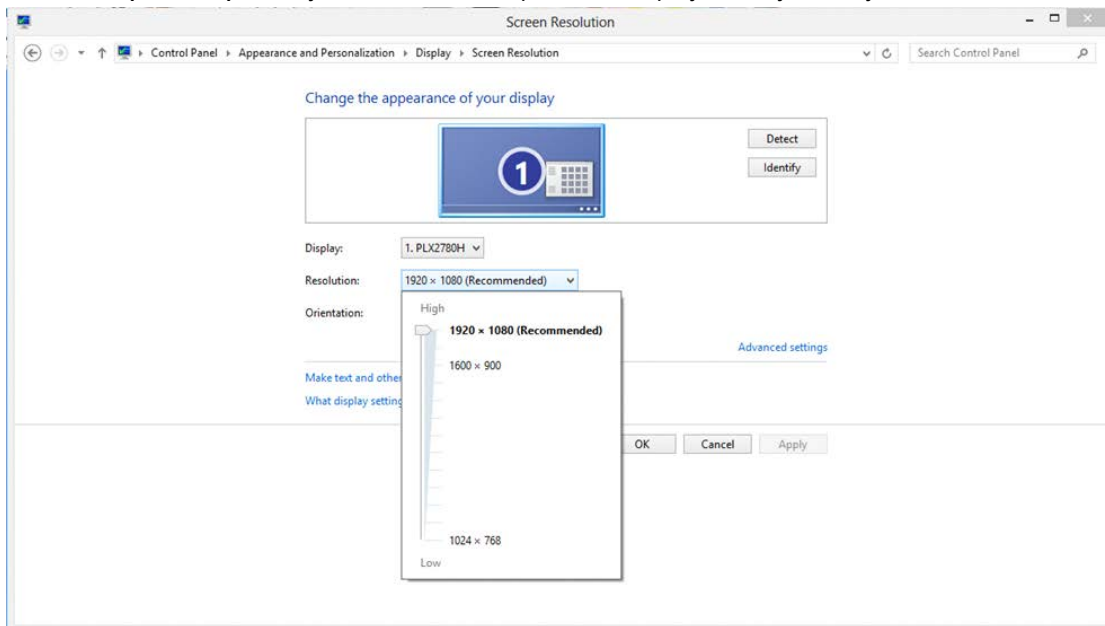 Screen Resolution
Control Panel ▸ Appearance and Personalization ▸ Display ▸ Screen Resolution
Search Control Panel
Change the appearance of your display
1
Detect
Identify
Display: 1. PLX2780H
Resolution: 1920 × 1080 (Recommended)
Orientation:
High
1920 × 1080 (Recommended)
Advanced settings
1600 × 900
Make text and other
What display setting
OK Cancel Apply
1024 × 768
Low